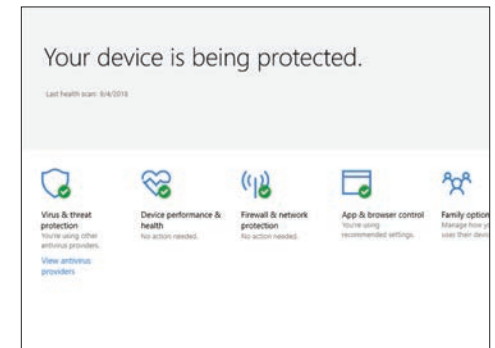 Your device is being protected.
Last health scan: 9/4/2018
Virus & threat
protection
You're using other
antivirus providers.
View antivirus
providers
Device performance &
health
No action needed.
Firewall & network
protection
No action needed.
App & browser control
You're using
recommended settings.
Family option
Manage how yo
uses their devic